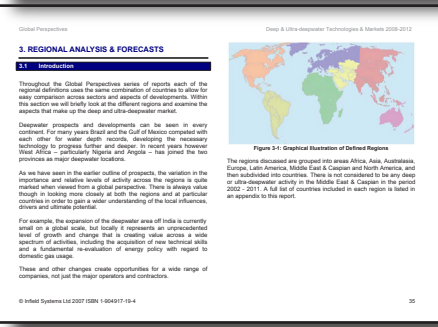 Global Perspectives
Deep & Ultra-deepwater Technologies & Markets 2008-2012
3. REGIONAL ANALYSIS & FORECASTS
3.1 Introduction
Throughout the Global Perspectives series of reports each of the
regional definitions uses the same combination of countries to allow for
easy comparison across sectors and aspects of developments. Within
this section we will briefly look at the different regions and examine the
aspects that make up the deep and ultra-deepwater market.
Deepwater prospects and developments can be seen in every
continent. For many years Brazil and the Gulf of Mexico competed with
each other for water depth records, developing the necessary
technology to progress further and deeper. In recent years however
West Africa – particularly Nigeria and Angola – has joined the two
provinces as major deepwater locations.
As we have seen in the earlier outline of prospects, the variation in the
importance and relative levels of activity across the regions is quite
marked when viewed from a global perspective. There is always value
though in looking more closely at both the regions and at particular
countries in order to gain a wider understanding of the local influences,
drivers and ultimate potential.
For example, the expansion of the deepwater area off India is currently
small on a global scale, but locally it represents an unprecedented
level of growth and change that is creating value across a wide
spectrum of activities, including the acquisition of new technical skills
and a fundamental re-evaluation of energy policy with regard to
domestic gas usage.
These and other changes create opportunities for a wide range of
companies, not just the major operators and contractors.
Figure 3-1: Graphical Illustration of Defined Regions
The regions discussed are grouped into areas Africa, Asia, Australasia,
Europe, Latin America, Middle East & Caspian and North America, and
then subdivided into countries. There is not considered to be any deep
or ultra-deepwater activity in the Middle East & Caspian in the period
2002 - 2011. A full list of countries included in each region is listed in
an appendix to this report.
© Infield Systems Ltd 2007 ISBN 1-904917-19-4
35